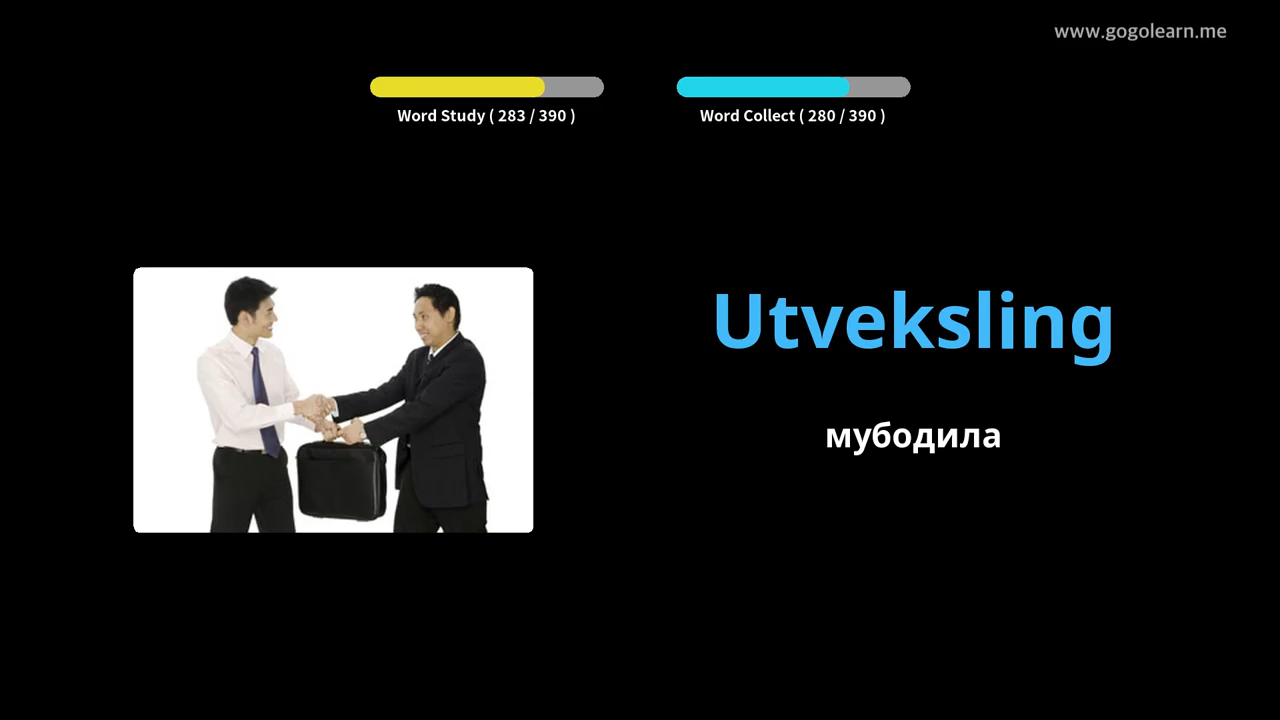 www.gogolearn.me
Word Study ( 283 / 390 )
Word Collect ( 280 / 390 )
Utveksling
мубодила